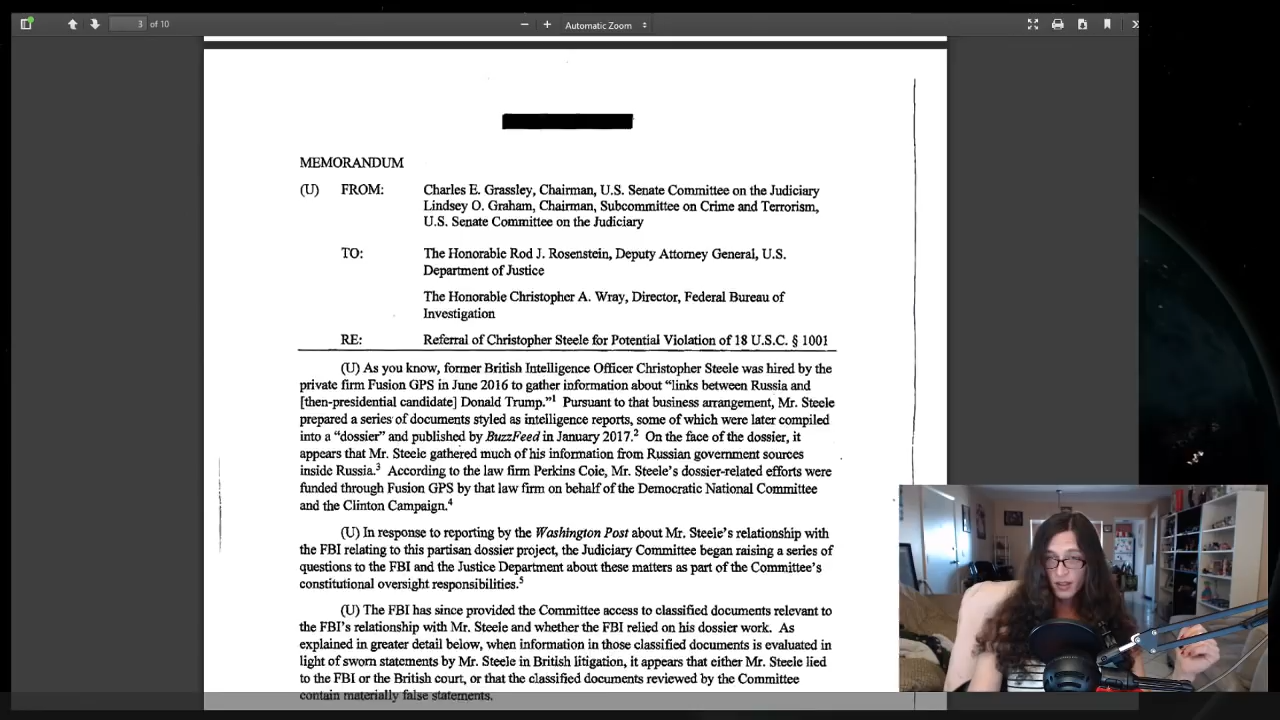 3 of 10
Automatic Zoom
MEMORANDUM
(U) FROM: Charles E. Grassley, Chairman, U.S. Senate Committee on the Judiciary
Lindsey O. Graham, Chairman, Subcommittee on Crime and Terrorism,
U.S. Senate Committee on the Judiciary
TO: The Honorable Rod J. Rosenstein, Deputy Attorney General, U.S.
Department of Justice
The Honorable Christopher A. Wray, Director, Federal Bureau of
Investigation
RE: Referral of Christopher Steele for Potential Violation of 18 U.S.C. § 1001
(U) As you know, former British Intelligence Officer Christopher Steele was hired by the
private firm Fusion GPS in June 2016 to gather information about “links between Russia and
[then-presidential candidate] Donald Trump.”1 Pursuant to that business arrangement, Mr. Steele
prepared a series of documents styled as intelligence reports, some of which were later compiled
into a “dossier” and published by BuzzFeed in January 2017.2 On the face of the dossier, it
appears that Mr. Steele gathered much of his information from Russian government sources
inside Russia.3 According to the law firm Perkins Coie, Mr. Steele’s dossier-related efforts were
funded through Fusion GPS by that law firm on behalf of the Democratic National Committee
and the Clinton Campaign.4
(U) In response to reporting by the Washington Post about Mr. Steele’s relationship with
the FBI relating to this partisan dossier project, the Judiciary Committee began raising a series of
questions to the FBI and the Justice Department about these matters as part of the Committee’s
constitutional oversight responsibilities.5
(U) The FBI has since provided the Committee access to classified documents relevant to
the FBI’s relationship with Mr. Steele and whether the FBI relied on his dossier work. As
explained in greater detail below, when information in those classified documents is evaluated in
light of sworn statements by Mr. Steele in British litigation, it appears that either Mr. Steele lied
to the FBI or the British court, or that the classified documents reviewed by the Committee
contain materially false statements.